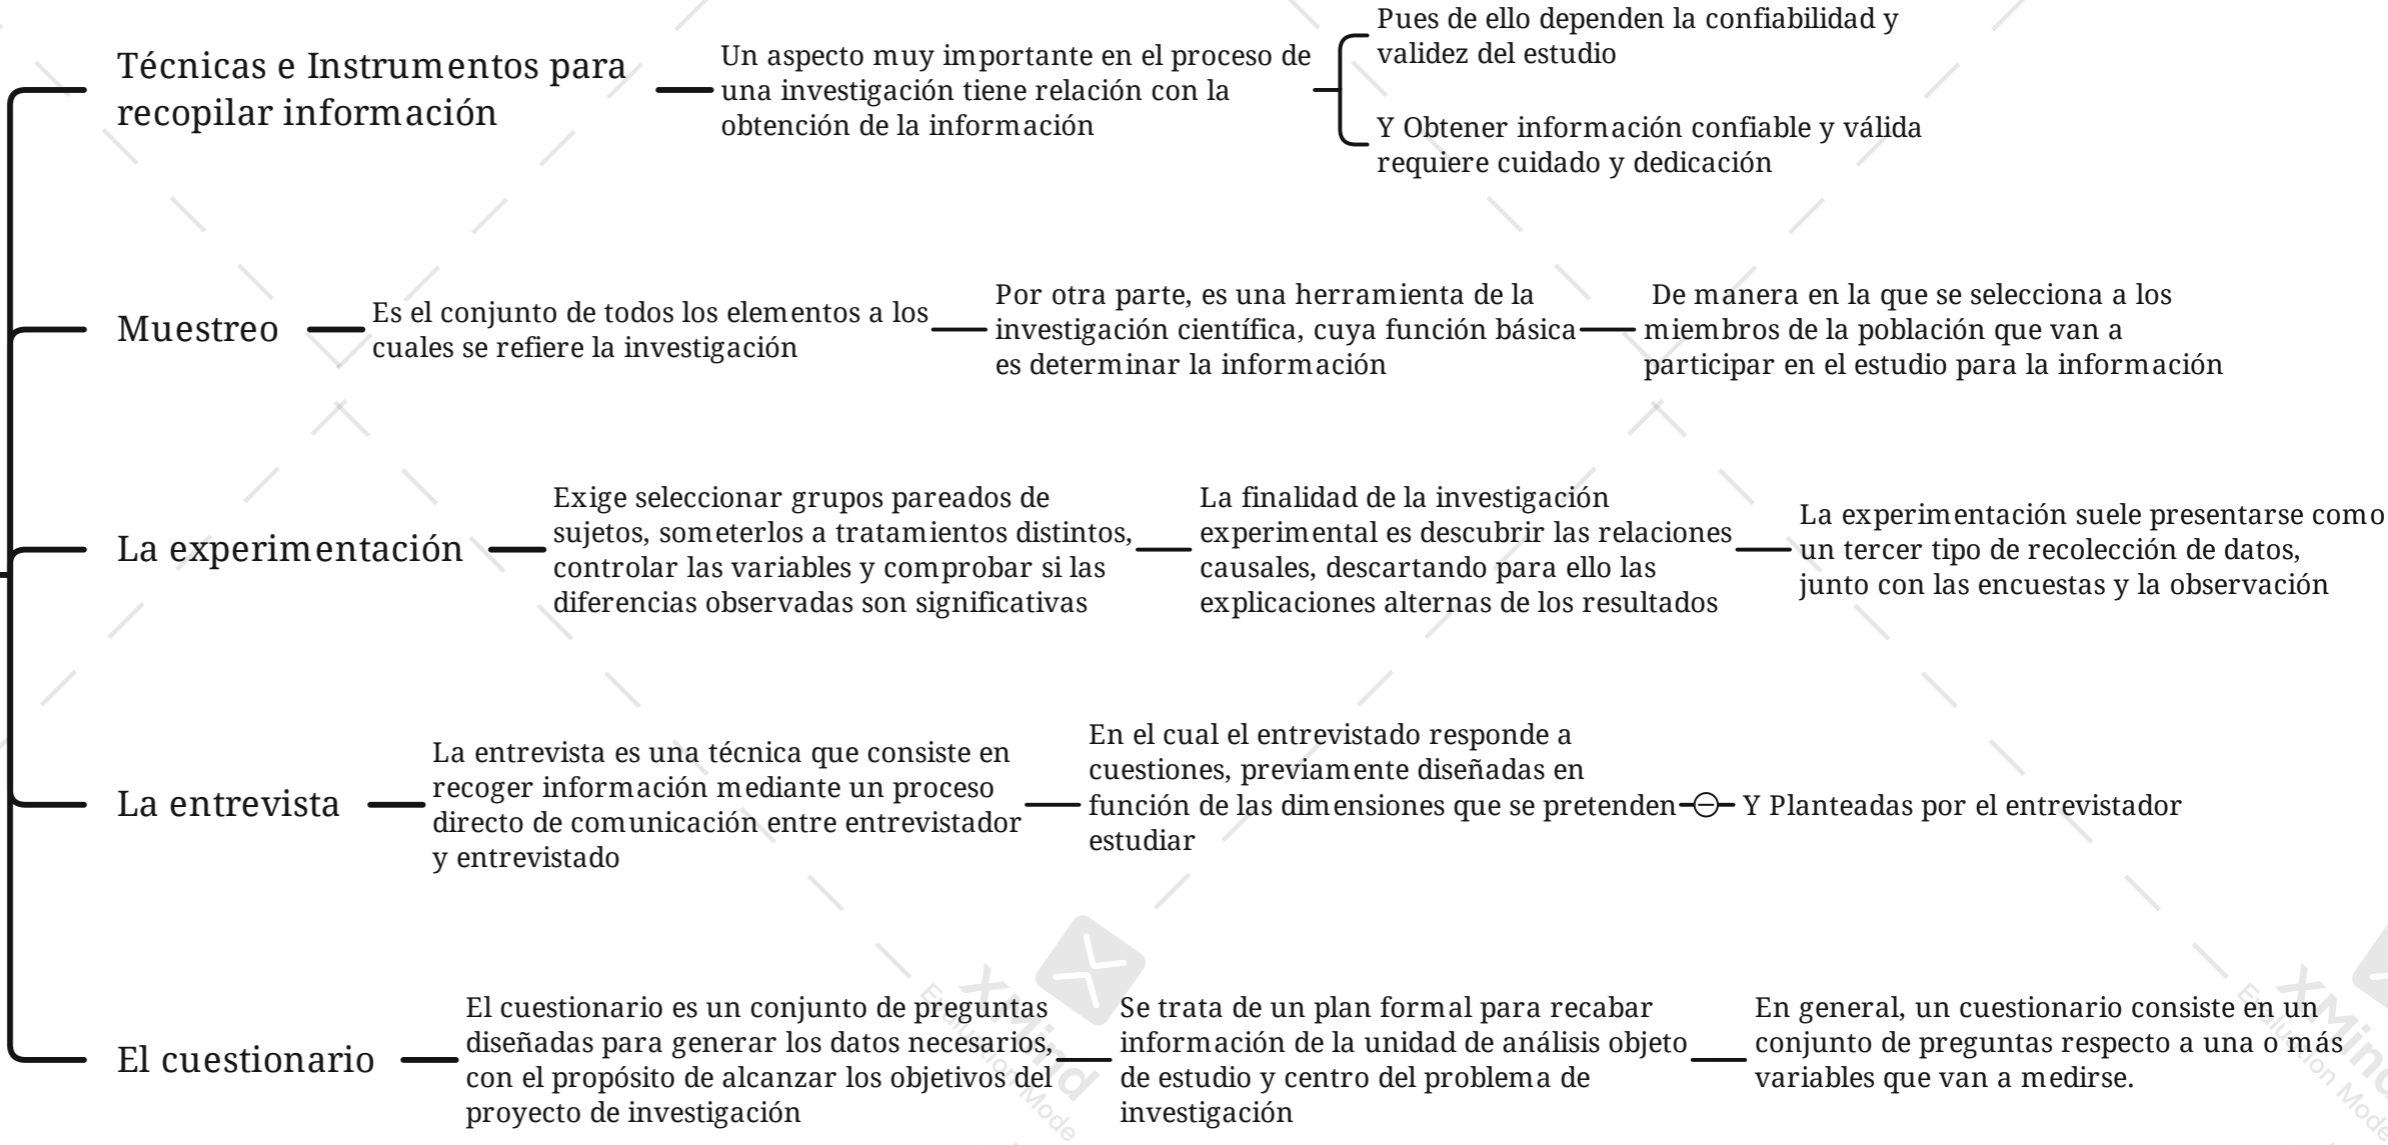 Técnicas e Instrumentos para
recopilar información
Un aspecto muy importante en el proceso de
una investigación tiene relación con la
obtención de la información
Pues de ello dependen la confiabilidad y
validez del estudio
Y Obtener información confiable y válida
requiere cuidado y dedicación
Muestreo
Es el conjunto de todos los elementos a los
cuales se refiere la investigación
Por otra parte, es una herramienta de la
investigación científica, cuya función básica
es determinar la información
De manera en la que se selecciona a los
miembros de la población que van a
participar en el estudio para la información
La experimentación
Exige seleccionar grupos pareados de
sujetos, someterlos a tratamientos distintos,
controlar las variables y comprobar si las
diferencias observadas son significativas
La finalidad de la investigación
experimental es descubrir las relaciones
causales, descartando para ello las
explicaciones alternas de los resultados
La experimentación suele presentarse como
un tercer tipo de recolección de datos,
junto con las encuestas y la observación
La entrevista
La entrevista es una técnica que consiste en
recoger información mediante un proceso
directo de comunicación entre entrevistador
y entrevistado
En el cual el entrevistado responde a
cuestiones, previamente diseñadas en
función de las dimensiones que se pretenden
estudiar
Y Planteadas por el entrevistador
El cuestionario
El cuestionario es un conjunto de preguntas
diseñadas para generar los datos necesarios,
con el propósito de alcanzar los objetivos del
proyecto de investigación
Se trata de un plan formal para recabar
información de la unidad de análisis objeto
de estudio y centro del problema de
investigación
En general, un cuestionario consiste en un
conjunto de preguntas respecto a una o más
variables que van a medirse.
XMind
Evaluation Mode
XMind
Evaluation Mode